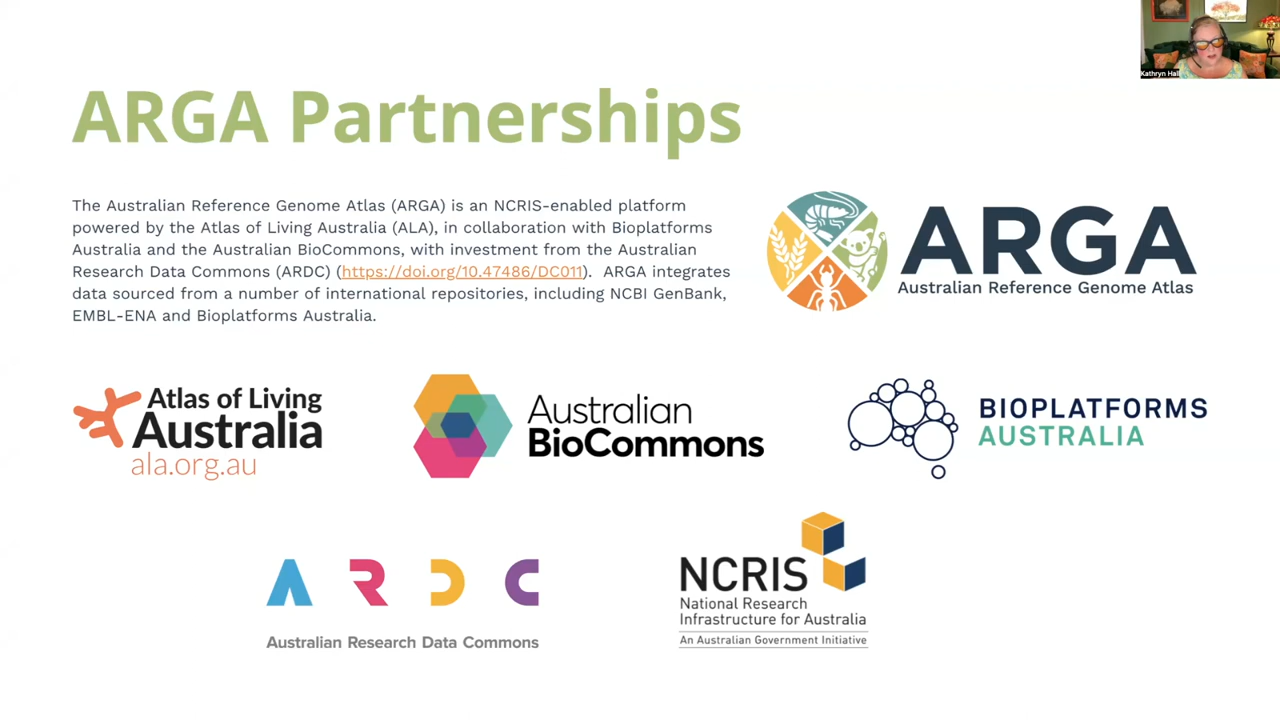 Kathryn Hall
ARGA Partnerships
The Australian Reference Genome Atlas (ARGA) is an NCRIS-enabled platform
powered by the Atlas of Living Australia (ALA), in collaboration with Bioplatforms
Australia and the Australian BioCommons, with investment from the Australian
Research Data Commons (ARDC) (https://doi.org/10.47486/DC011). ARGA integrates
data sourced from a number of international repositories, including NCBI GenBank,
EMBL-ENA and Bioplatforms Australia.
ARGA
Australian Reference Genome Atlas
Atlas of Living
Australia
ala.org.au
Australian
BioCommons
BIOPLATFORMS
AUSTRALIA
ARDC
Australian Research Data Commons
NCRIS
National Research
Infrastructure for Australia
An Australian Government Initiative